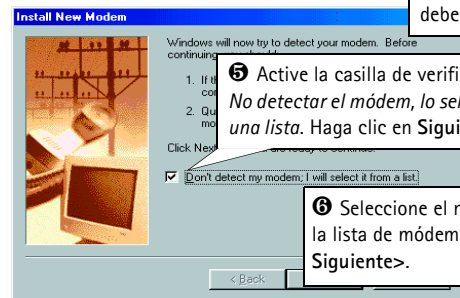 Install New Modem
debe
Windows will now try to detect your modem. Before
continuing
1. If th
2. Qu
Click Next
➎ Active la casilla de verifi
No detectar el módem, lo sel
una lista. Haga clic en Sigui
Don't detect my modem; I will select it from a list.
➏ Seleccione el
la lista de módem
Siguiente>.
< Back